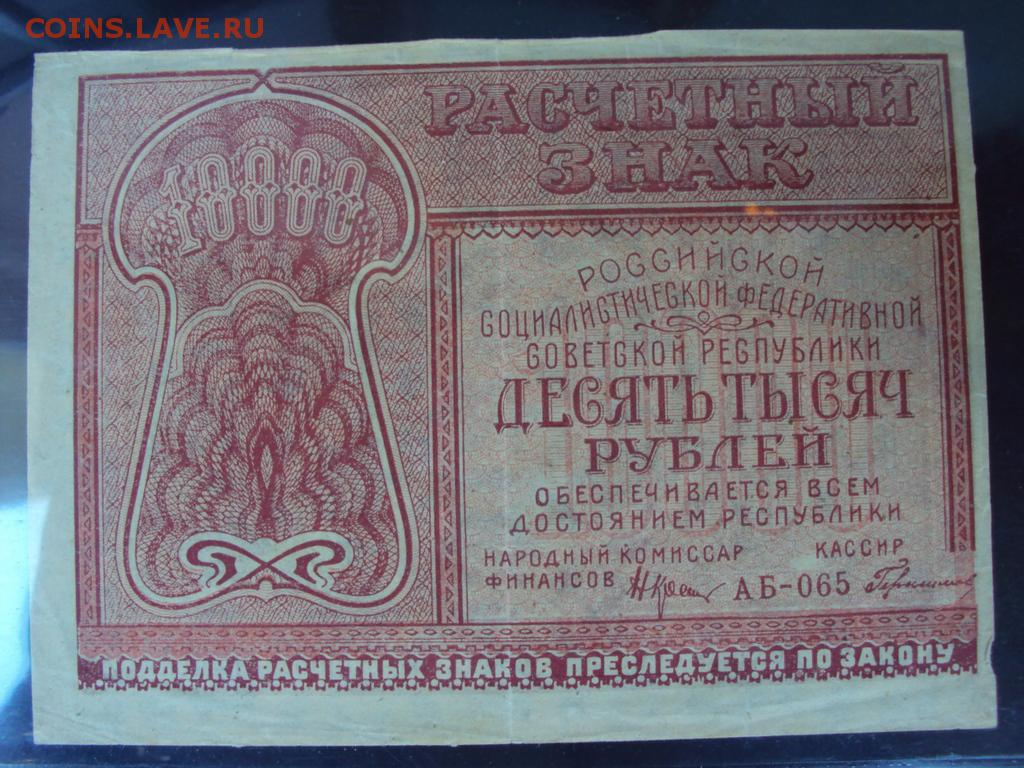 COINS.LAVE.RU
РАСЧЕТНЫЙ
ЗНАК
10000
РОССИЙСКОЙ
СОЦИАЛИСТИЧЕСКОЙ ФЕДЕРАТИВНОЙ
СОВЕТСКОЙ РЕСПУБЛИКИ
ДЕСЯТЬ ТЫСЯЧ
РУБЛЕЙ
ОБЕСПЕЧИВАЕТСЯ ВСЕМ
ДОСТОЯНИЕМ РЕСПУБЛИКИ
НАРОДНЫЙ КОМИССАР КАССИР
ФИНАНСОВ АБ-065
ПОДДЕЛКА РАСЧЕТНЫХ ЗНАКОВ ПРЕСЛЕДУЕТСЯ ПО ЗАКОНУ